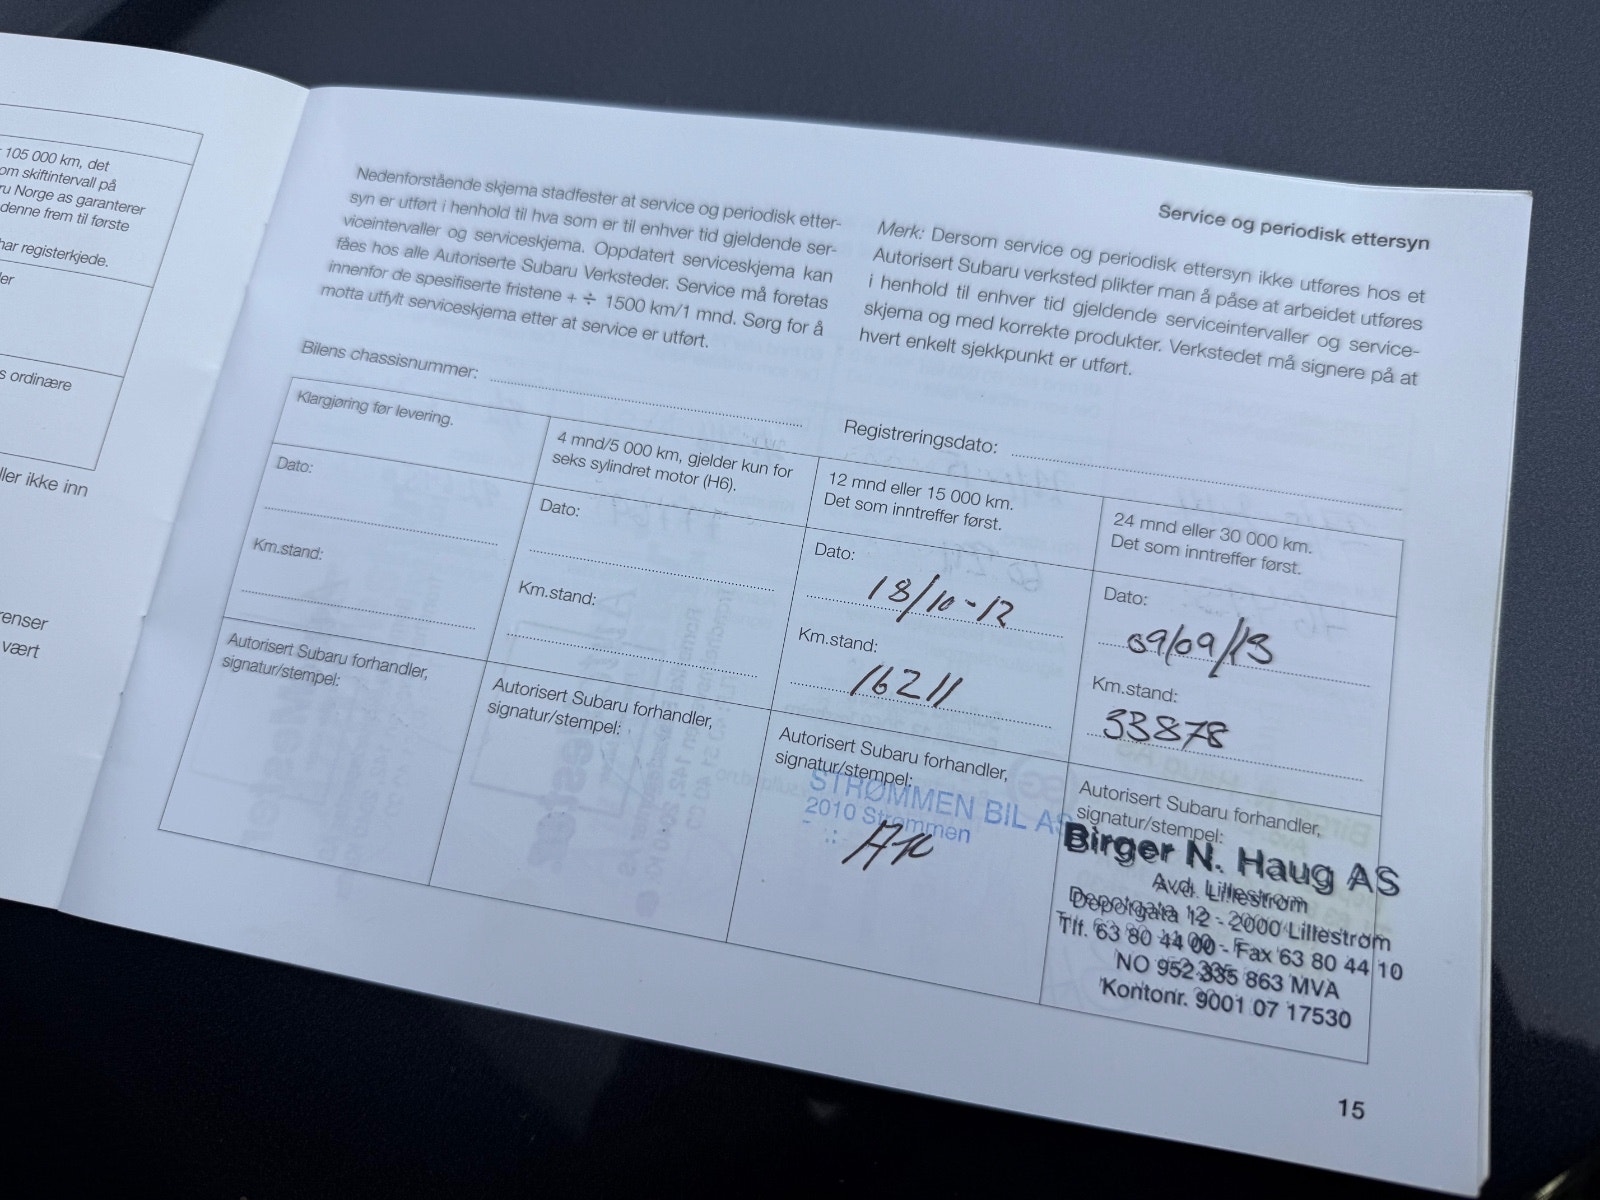 105 000 km, det
om skiftintervall på
ru Norge as garanterer
denne frem til første
har registerkjede.
ler
s ordinære
ller ikke inn
renser
vært
Service og periodisk ettersyn
Nedenforstående skjema stadfester at service og periodisk etter-
syn er utført i henhold til hva som er til enhver tid gjeldende ser-
viceintervaller og serviceskjema. Oppdatert serviceskjema kan
fåes hos alle Autoriserte Subaru Verksteder. Service må foretas
innenfor de spesifiserte fristene + ÷ 1500 km/1 mnd. Sørg for å
motta utfylt serviceskjema etter at service er utført.
Merk: Dersom service og periodisk ettersyn ikke utføres hos et
Autorisert Subaru verksted plikter man å påse at arbeidet utføres
i henhold til enhver tid gjeldende serviceintervaller og service-
skjema og med korrekte produkter. Verkstedet må signere på at
hvert enkelt sjekkpunkt er utført.
Bilens chassisnummer:
Registreringsdato:
Klargjøring før levering.
Dato:
Km.stand:
Autorisert Subaru forhandler,
signatur/stempel:
4 mnd/5 000 km, gjelder kun for
seks sylindret motor (H6).
Dato:
Km.stand:
Autorisert Subaru forhandler,
signatur/stempel:
12 mnd eller 15 000 km.
Det som inntreffer først.
Dato:
18/10-12
Km.stand:
16211
Autorisert Subaru forhandler,
signatur/stempel:
STRØMMEN BIL AS
2010 Strømmen
24 mnd eller 30 000 km.
Det som inntreffer først.
Dato:
09/09/13
Km.stand:
33878
Autorisert Subaru forhandler,
signatur/stempel:
Birger N. Haug AS
Avd. Lillestrøm
Depotgata 12 - 2000 Lillestrøm
Tlf. 63 80 44 00 - Fax 63 80 44 10
NO 952 335 863 MVA
Kontonr. 9001 07 17530
15